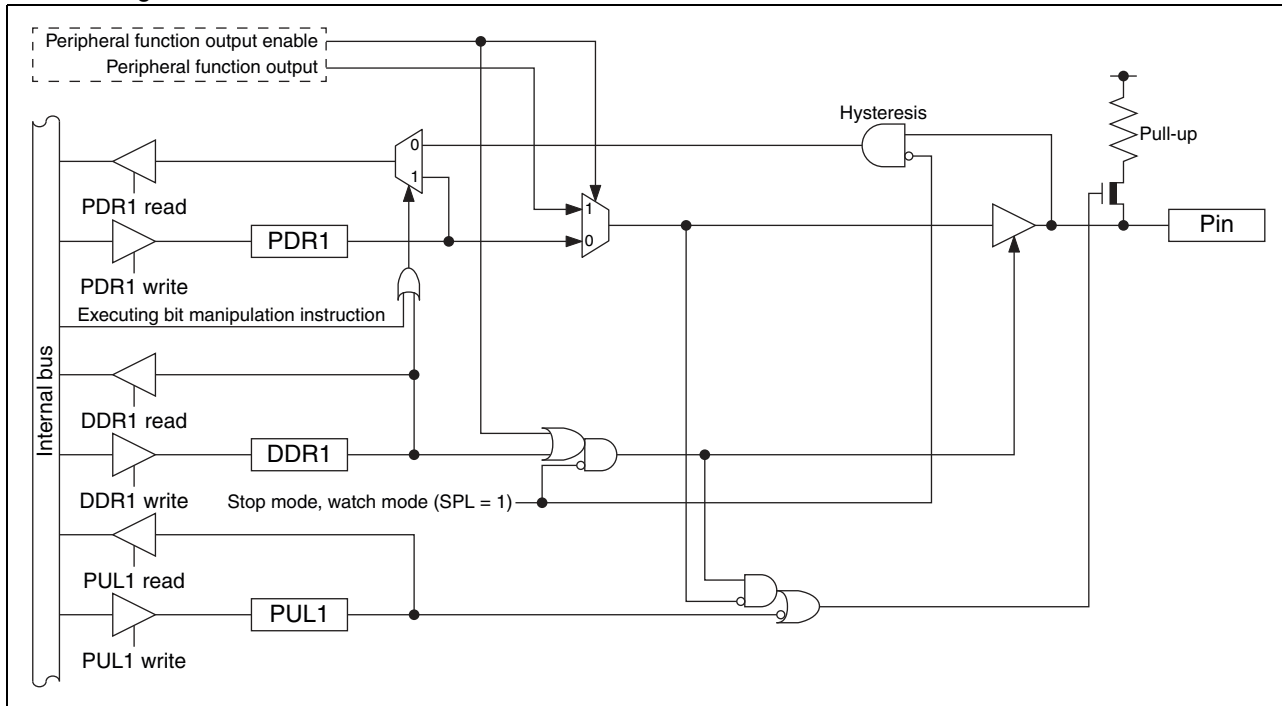 Peripheral function output enable
Peripheral function output
Hysteresis
Pull-up
0
1
PDR1 read
1
0
PDR1
Pin
PDR1 write
Executing bit manipulation instruction
Internal bus
DDR1 read
DDR1
DDR1 write
Stop mode, watch mode (SPL = 1)
PUL1 read
PUL1
PUL1 write